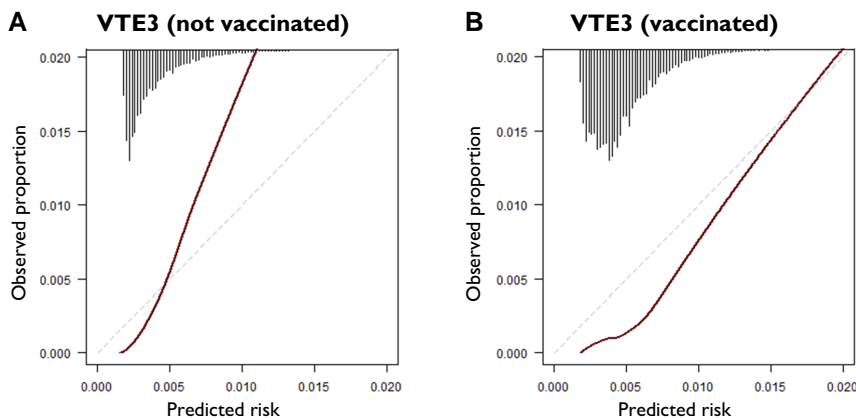 A VTE3 (not vaccinated)
Observed proportion
0.020
0.015
0.010
0.005
0.000
0.000 0.005 0.010 0.015 0.020
Predicted risk
B VTE3 (vaccinated)
Observed proportion
0.020
0.015
0.010
0.005
0.000
0.000 0.005 0.010 0.015 0.020
Predicted risk